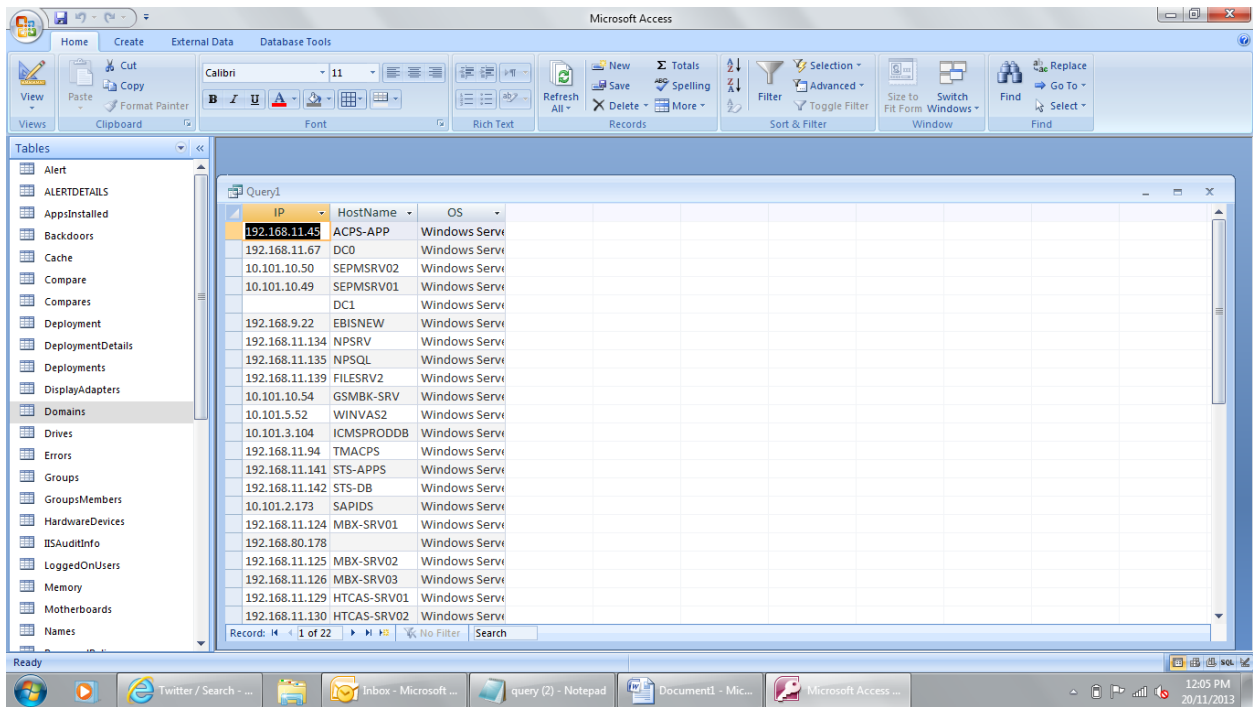 Microsoft Access
Home Create External Data Database Tools
View
Views
Paste
Cut
Copy
Format Painter
Clipboard
Calibri 11
B I U A
Font
Rich Text
Refresh All
New
Save
Delete
Σ Totals
Spelling
More
Records
Filter
Selection
Advanced
Toggle Filter
Sort & Filter
Size to Fit Form
Switch Windows
Window
Find
Replace
Go To
Select
Find
Tables
Alert
ALERTDETAILS
AppsInstalled
Backdoors
Cache
Compare
Compares
Deployment
DeploymentDetails
Deployments
DisplayAdapters
Domains
Drives
Errors
Groups
GroupsMembers
HardwareDevices
IISAuditInfo
LoggedOnUsers
Memory
Motherboards
Names
Query1
IP HostName OS
192.168.11.45 ACPS-APP Windows Serve
192.168.11.67 DC0 Windows Serve
10.101.10.50 SEPMSRV02 Windows Serve
10.101.10.49 SEPMSRV01 Windows Serve
DC1 Windows Serve
192.168.9.22 EBISNEW Windows Serve
192.168.11.134 NPSRV Windows Serve
192.168.11.135 NPSQL Windows Serve
192.168.11.139 FILESRV2 Windows Serve
10.101.10.54 GSMBK-SRV Windows Serve
10.101.5.52 WINVAS2 Windows Serve
10.101.3.104 ICMSPRODDB Windows Serve
192.168.11.94 TMACPS Windows Serve
192.168.11.141 STS-APPS Windows Serve
192.168.11.142 STS-DB Windows Serve
10.101.2.173 SAPIDS Windows Serve
192.168.11.124 MBX-SRV01 Windows Serve
192.168.80.178 Windows Serve
192.168.11.125 MBX-SRV02 Windows Serve
192.168.11.126 MBX-SRV03 Windows Serve
192.168.11.129 HTCAS-SRV01 Windows Serve
192.168.11.130 HTCAS-SRV02 Windows Serve
Record: 1 of 22 No Filter Search
Ready
SQL
Twitter / Search - ...
Inbox - Microsoft ...
query (2) - Notepad
Document1 - Mic...
Microsoft Access ...
12:05 PM
20/11/2013